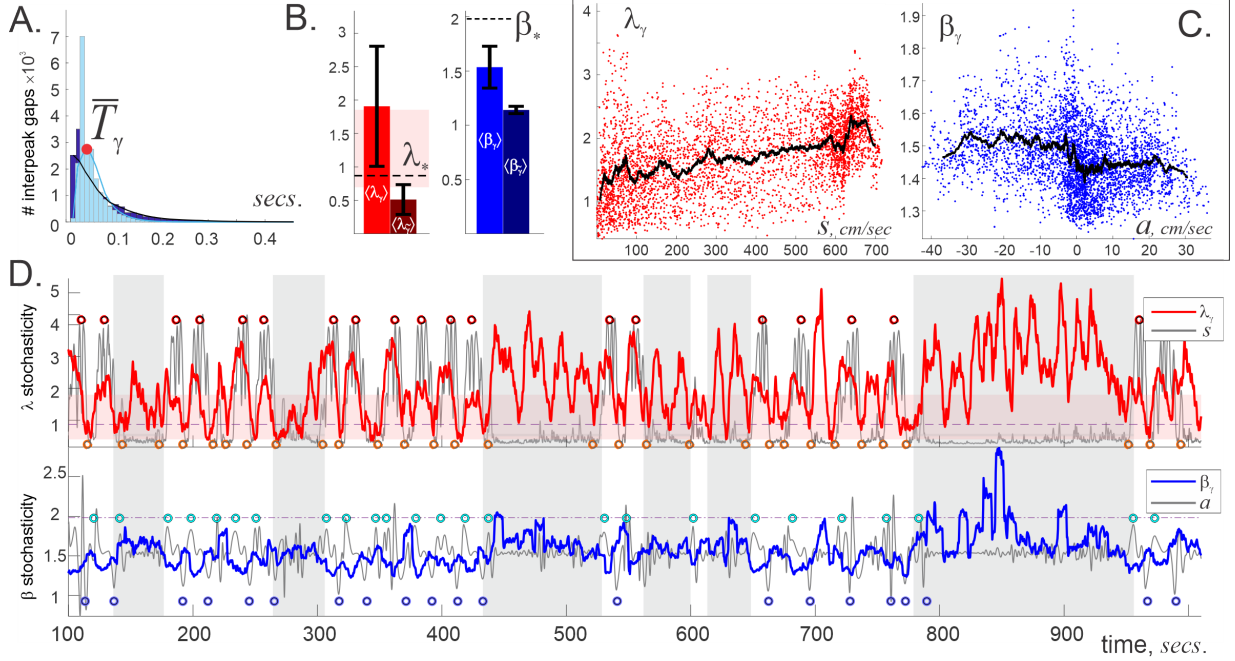 A.
# interpeak gaps ×10³
7
6
5
4
3
2
1
0
T̅γ
secs.
0 0.1 0.2 0.3 0.4
B.
3
2.5
2
1.5
1
0.5
λ*
⟨λγ⟩
⟨λγ̄⟩
2
1.5
1
0.5
β*
⟨βγ⟩
⟨βγ̄⟩
λγ
4
3
2
1
100 200 300 400 500 600 700
s, cm/sec
βγ
C.
1.9
1.8
1.7
1.6
1.5
1.4
1.3
-40 -30 -20 -10 0 10 20 30
a, cm/sec
D.
λ stochasticity
5
4
3
2
1
λγ
s
β stochasticity
2.5
2
1.5
1
βγ
a
100 200 300 400 500 600 700 800 900
time, secs.